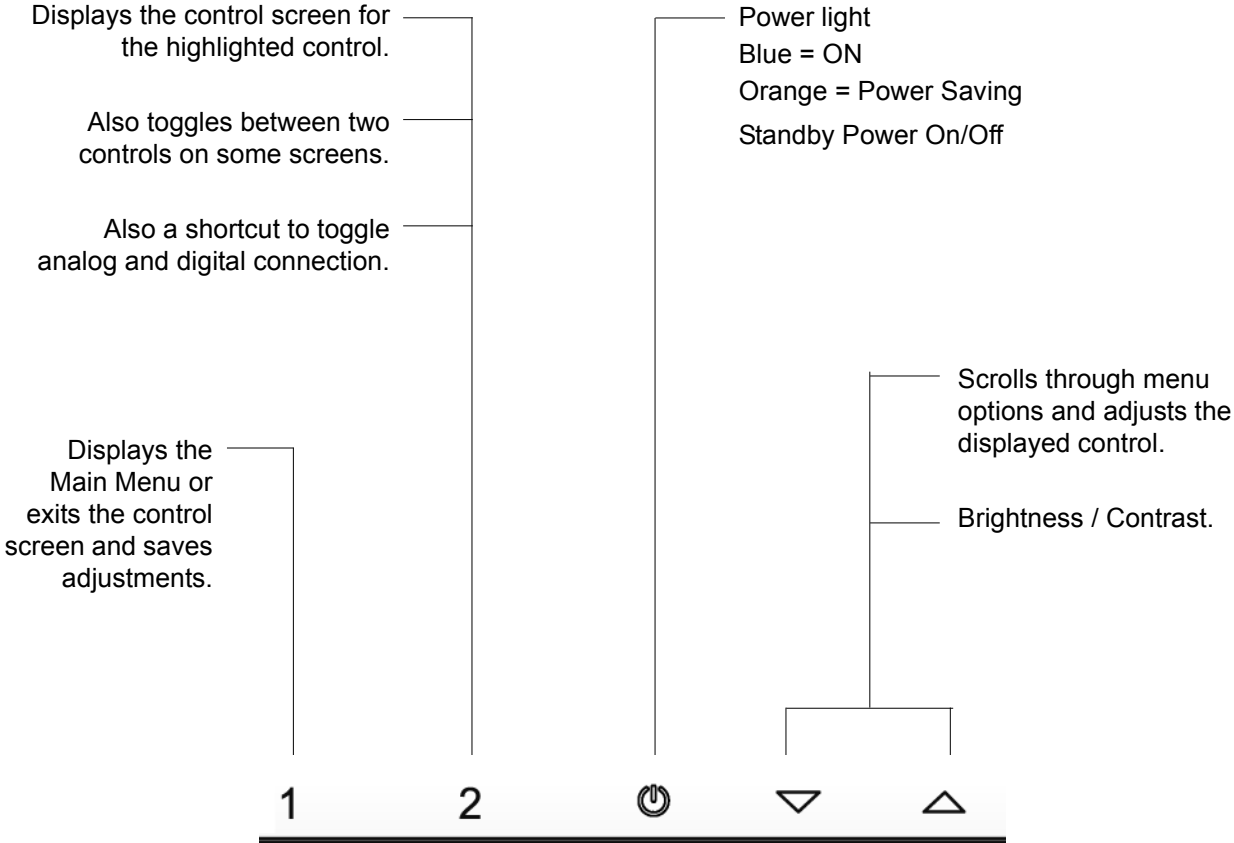 Displays the control screen for
the highlighted control.
Also toggles between two
controls on some screens.
Also a shortcut to toggle
analog and digital connection.
Power light
Blue = ON
Orange = Power Saving
Standby Power On/Off
Displays the
Main Menu or
exits the control
screen and saves
adjustments.
Scrolls through menu
options and adjusts the
displayed control.
Brightness / Contrast.
1 2